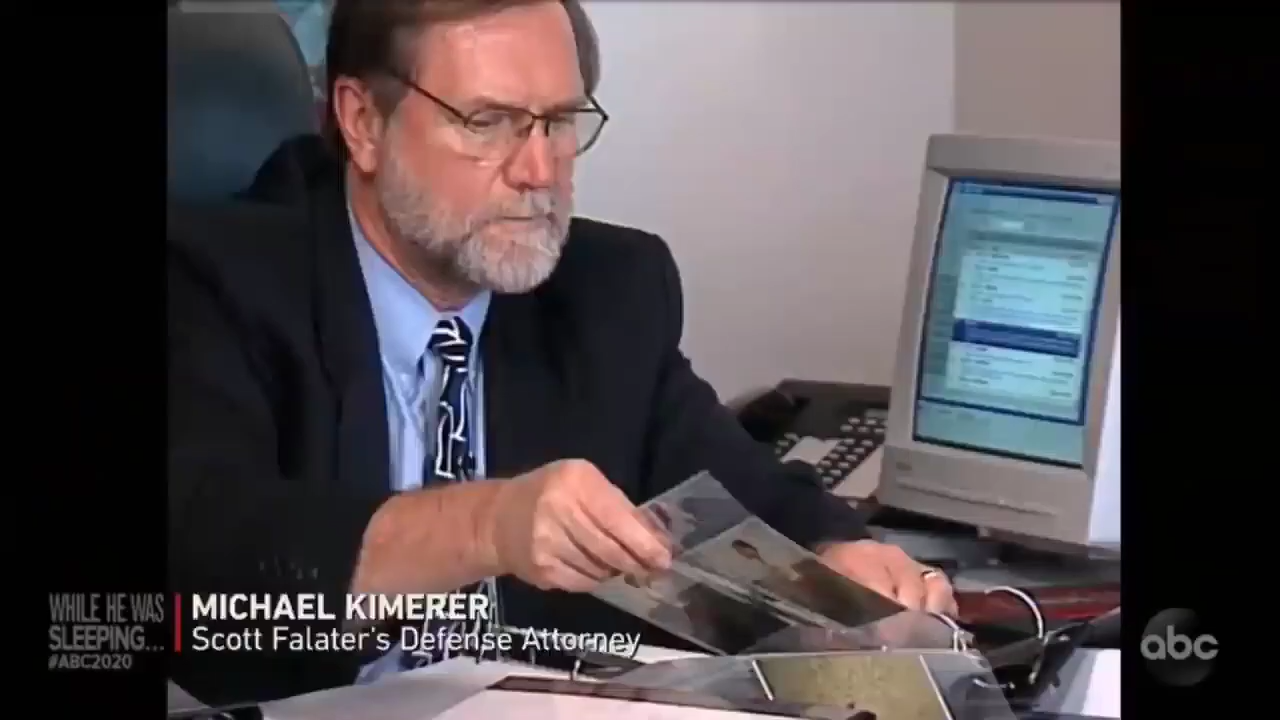 WHILE HE WAS
SLEEPING...
#ABC2020
MICHAEL KIMERER
Scott Falater's Defense Attorney
abc